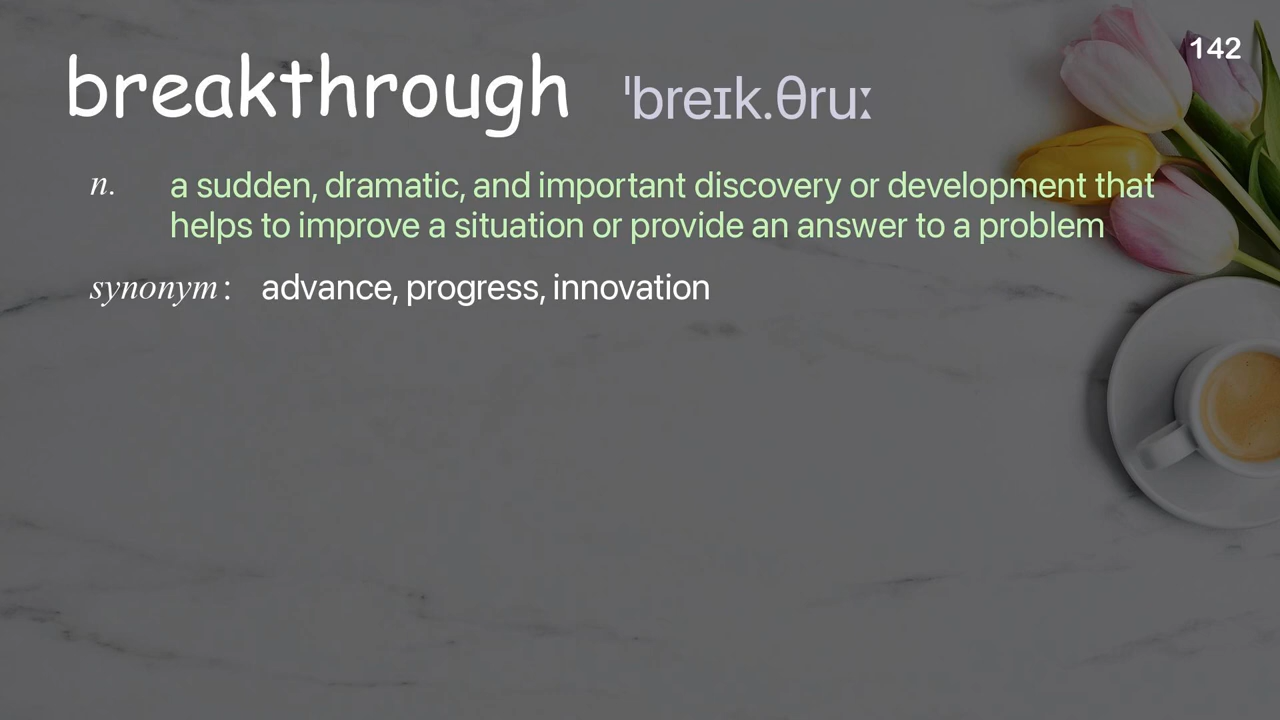 142
breakthrough ˈbreɪk.θruː
n. a sudden, dramatic, and important discovery or development that
helps to improve a situation or provide an answer to a problem
synonym : advance, progress, innovation